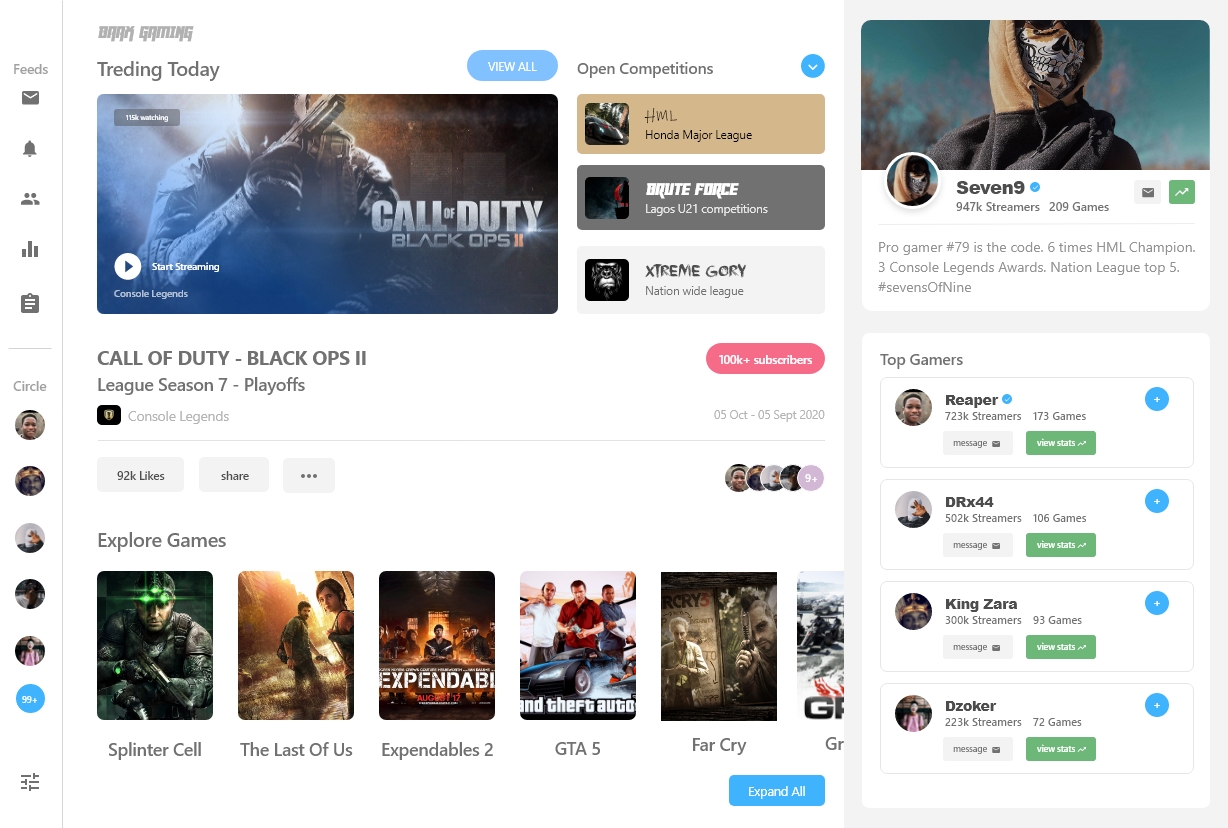 BARX GAMING
Feeds
Circle
99+
Treding Today
VIEW ALL
115k watching
CALL OF DUTY
BLACK OPS II
Start Streaming
Console Legends
Open Competitions
HML
Honda Major League
BRUTE FORCE
Lagos U21 competitions
XTREME GORY
Nation wide league
CALL OF DUTY - BLACK OPS II
100k+ subscribers
League Season 7 - Playoffs
Console Legends
05 Oct - 05 Sept 2020
92k Likes
share
9+
Explore Games
EXPENDABL
AUGUST 17
and theft auto
RCRY3
GR
Splinter Cell
The Last Of Us
Expendables 2
GTA 5
Far Cry
Gr
Expand All
Seven9
947k Streamers 209 Games
Pro gamer #79 is the code. 6 times HML Champion.
3 Console Legends Awards. Nation League top 5.
#sevensOfNine
Top Gamers
Reaper
+
723k Streamers 173 Games
message
view stats
DRx44
+
502k Streamers 106 Games
message
view stats
King Zara
+
300k Streamers 93 Games
message
view stats
Dzoker
+
223k Streamers 72 Games
message
view stats